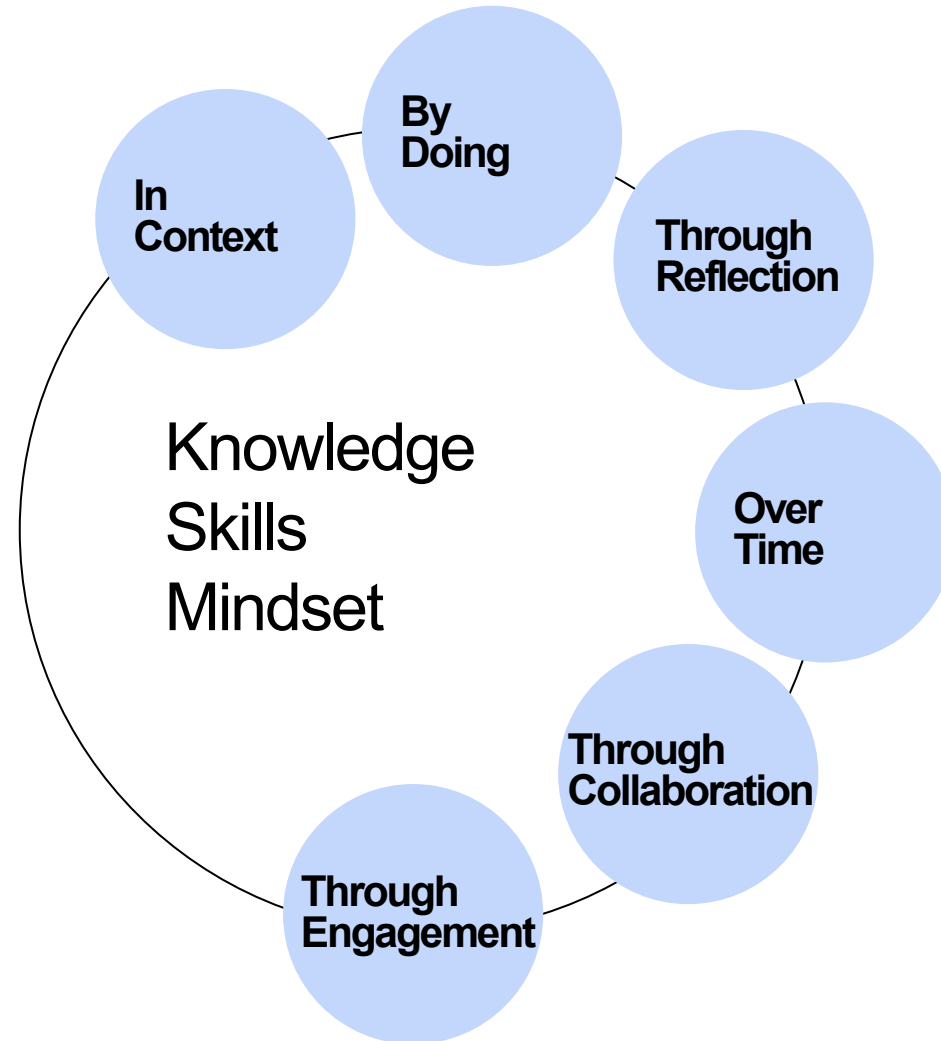 By
Doing
In
Context
Through
Reflection
Knowledge
Skills
Mindset
Over
Time
Through
Collaboration
Through
Engagement